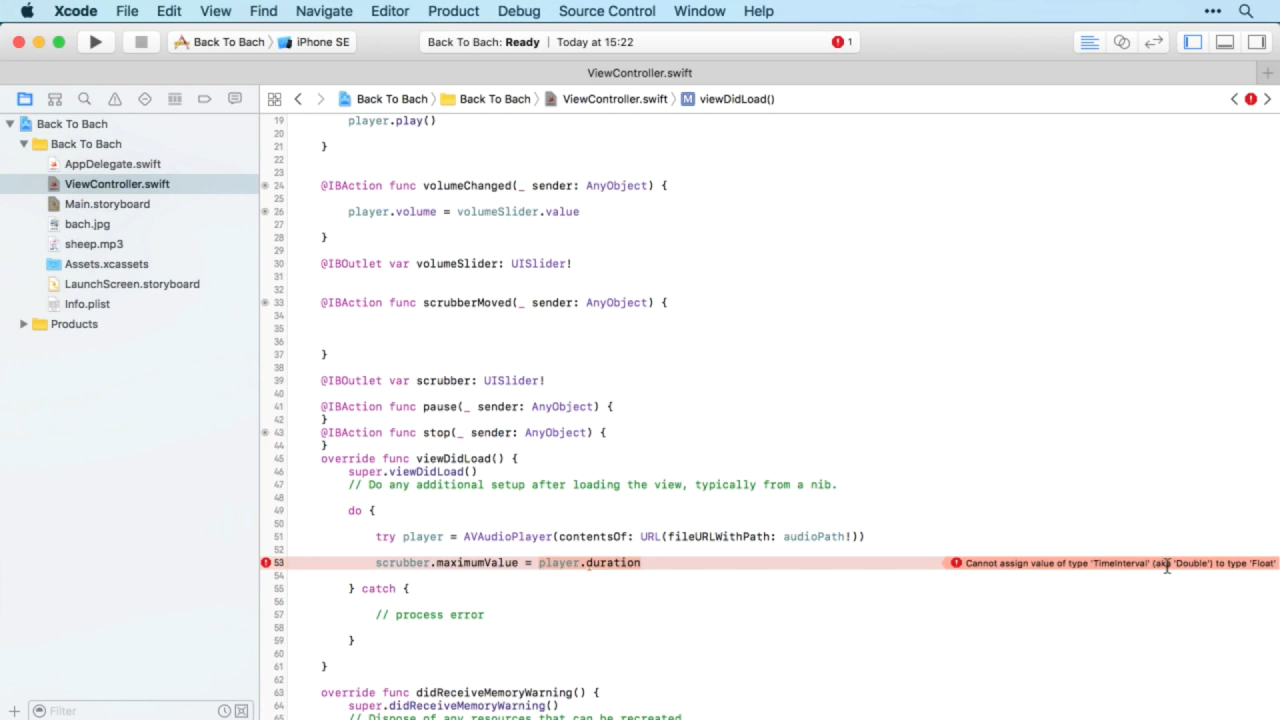 Xcode File Edit View Find Navigate Editor Product Debug Source Control Window Help
Back To Bach iPhone SE Back To Bach: Ready | Today at 15:22 1
ViewController.swift
Back To Bach Back To Bach ViewController.swift M viewDidLoad()
Back To Bach
Back To Bach
AppDelegate.swift
ViewController.swift
Main.storyboard
bach.jpg
sheep.mp3
Assets.xcassets
LaunchScreen.storyboard
Info.plist
Products
Filter
19 player.play()
20
21 }
22
23
24 @IBAction func volumeChanged(_ sender: AnyObject) {
25
26 player.volume = volumeSlider.value
27
28 }
29
30 @IBOutlet var volumeSlider: UISlider!
31
32
33 @IBAction func scrubberMoved(_ sender: AnyObject) {
34
35
36
37 }
38
39 @IBOutlet var scrubber: UISlider!
40
41 @IBAction func pause(_ sender: AnyObject) {
42 }
43 @IBAction func stop(_ sender: AnyObject) {
44 }
45 override func viewDidLoad() {
46 super.viewDidLoad()
47 // Do any additional setup after loading the view, typically from a nib.
48
49 do {
50
51 try player = AVAudioPlayer(contentsOf: URL(fileURLWithPath: audioPath!))
52
53 scrubber.maximumValue = player.duration Cannot assign value of type 'TimeInterval' (aka 'Double') to type 'Float'
54
55 } catch {
56
57 // process error
58
59 }
60
61 }
62
63 override func didReceiveMemoryWarning() {
64 super.didReceiveMemoryWarning()
65 // Dispose of any resources that can be recreated